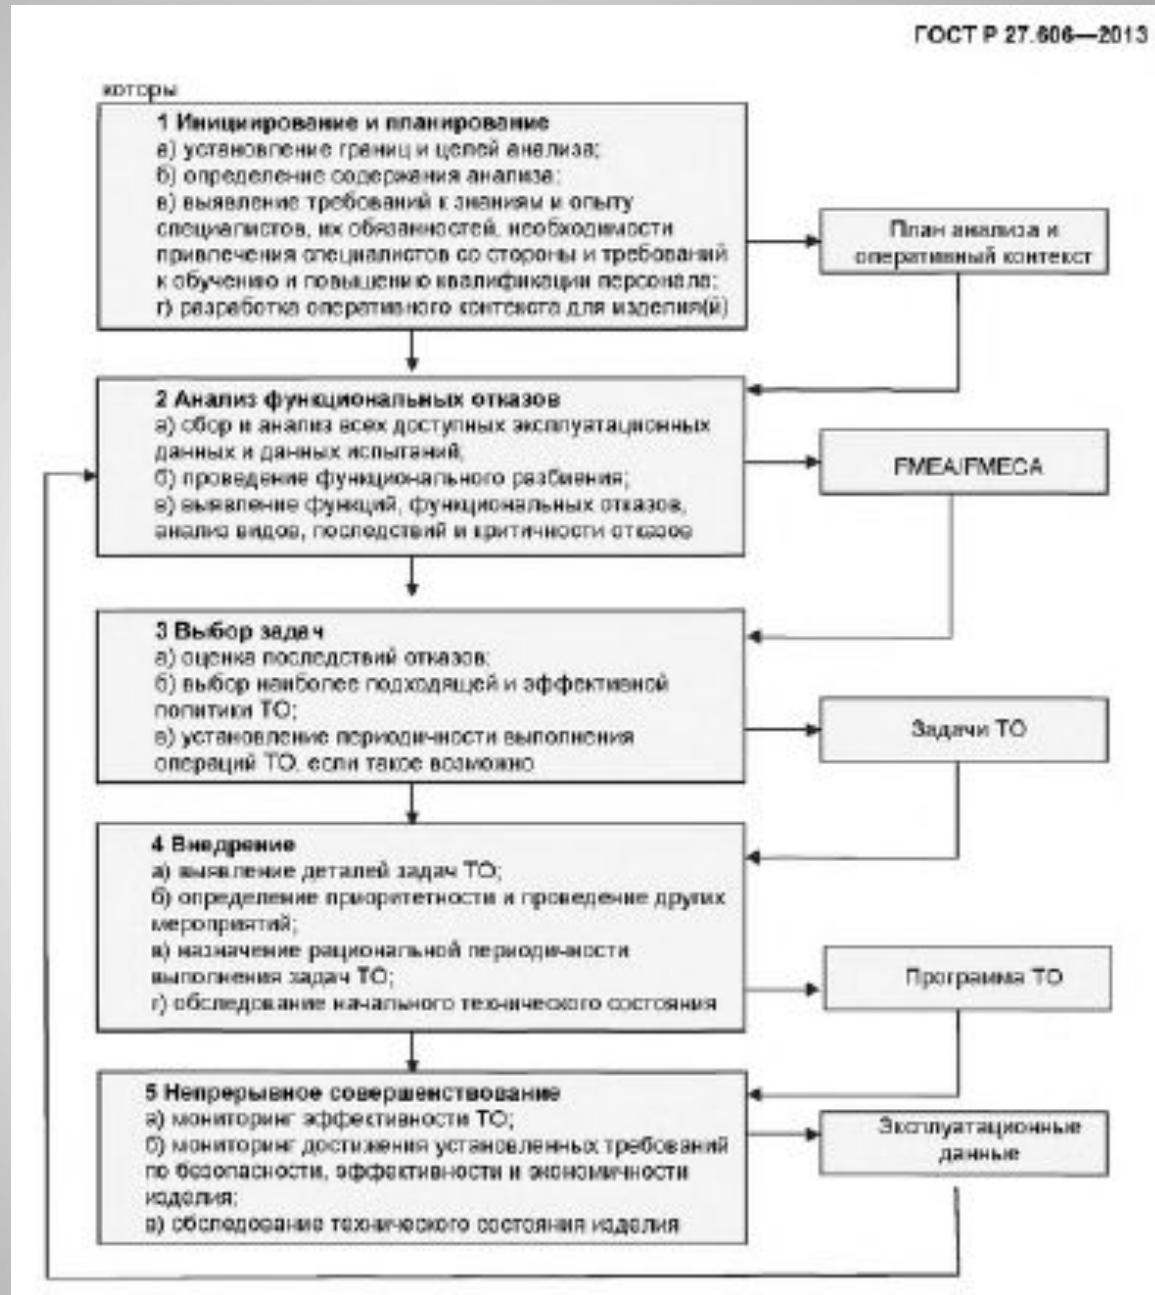 ГОСТ Р 27.606—2013
которы
1 Инициирование и планирование
а) установление границ и целей анализа;
б) определение содержания анализа;
в) выявление требований к знаниям и опыту
специалистов, их обязанностей, необходимости
привлечения специалистов со стороны и требований
к обучению и повышению квалификации персонала;
г) разработка оперативного контекста для изделия(й)
План анализа и
оперативный контекст
2 Анализ функциональных отказов
а) сбор и анализ всех доступных эксплуатационных
данных и данных испытаний;
б) проведение функционального разбиения;
в) выявление функций, функциональных отказов,
анализ видов, последствий и критичности отказов
FMEA/FMECA
3 Выбор задач
а) оценка последствий отказов;
б) выбор наиболее подходящей и эффективной
политики ТО;
в) установление периодичности выполнения
операций ТО, если такое возможно
Задачи ТО
4 Внедрение
а) выявление деталей задач ТО;
б) определение приоритетности и проведение других
мероприятий;
в) назначение рациональной периодичности
выполнения задач ТО;
г) обследование начального технического состояния
Программа ТО
5 Непрерывное совершенствование
а) мониторинг эффективности ТО;
б) мониторинг достижения установленных требований
по безопасности, эффективности и экономичности
изделия;
в) обследование технического состояния изделия
Эксплуатационные
данные